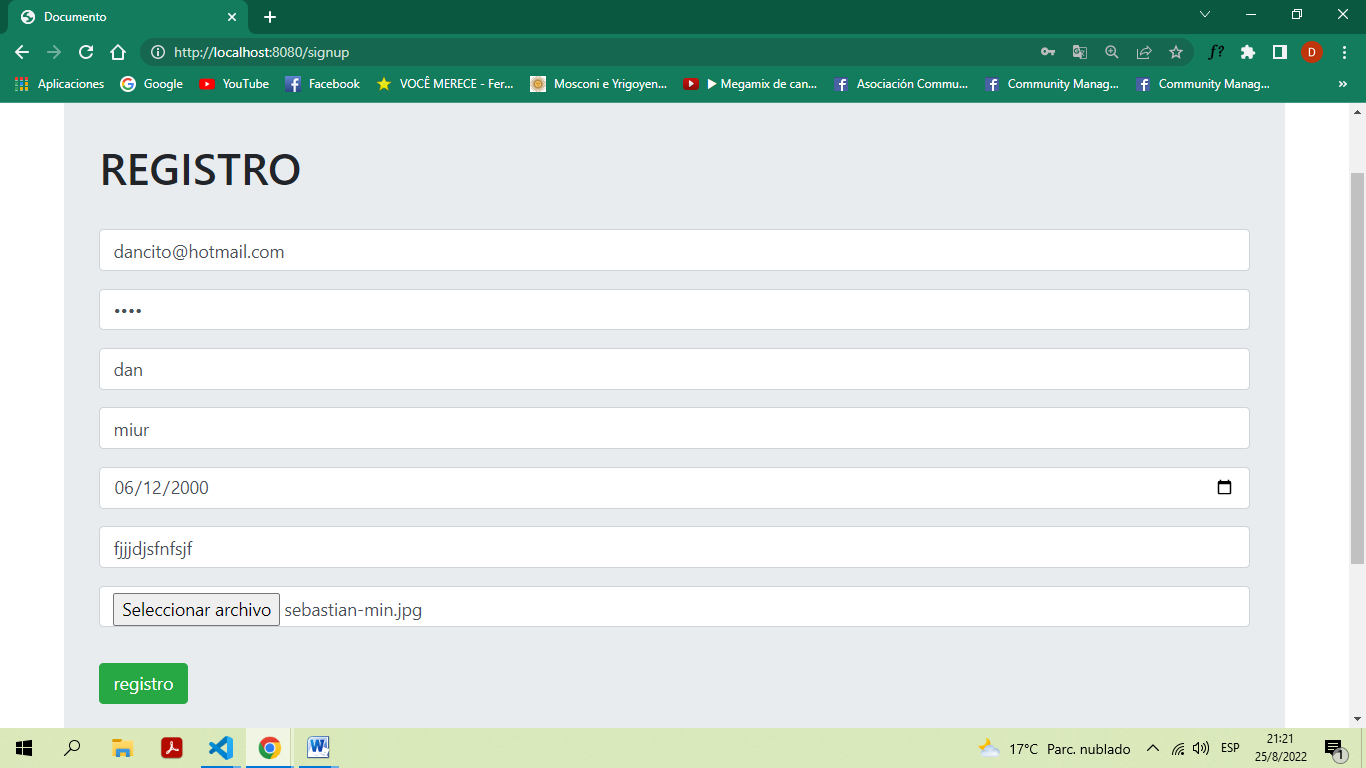 Documento
http://localhost:8080/signup
f?
D
Aplicaciones
Google
YouTube
Facebook
VOCÊ MERECE - Fer...
Mosconi e Yrigoyen...
▶ Megamix de can...
Asociación Commu...
Community Manag...
Community Manag...
»
REGISTRO
dancito@hotmail.com
••••
dan
miur
06/12/2000
fjjjdjsfnfsjf
Seleccionar archivo sebastian-min.jpg
registro
17°C Parc. nublado
ESP
21:21
25/8/2022
1